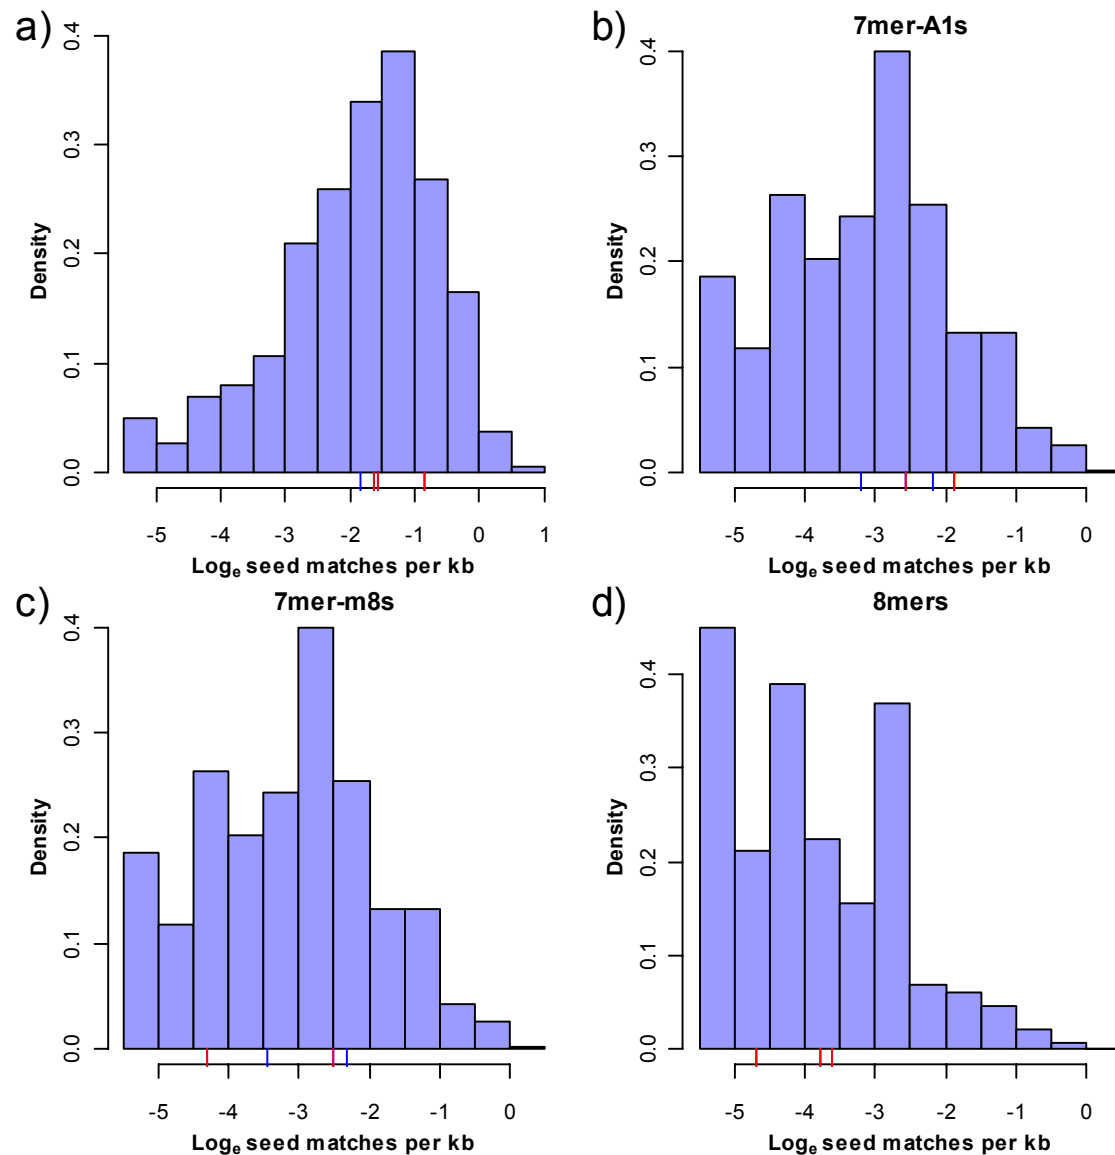 a)
0.4
0.3
0.2
0.1
0.0
Density
-5 -4 -3 -2 -1 0 1
Logₑ seed matches per kb
b)
7mer-A1s
0.4
0.3
0.2
0.1
0.0
Density
-5 -4 -3 -2 -1 0
Logₑ seed matches per kb
c)
7mer-m8s
0.4
0.3
0.2
0.1
0.0
Density
-5 -4 -3 -2 -1 0
Logₑ seed matches per kb
d)
8mers
0.4
0.3
0.2
0.1
0.0
Density
-5 -4 -3 -2 -1 0
Logₑ seed matches per kb